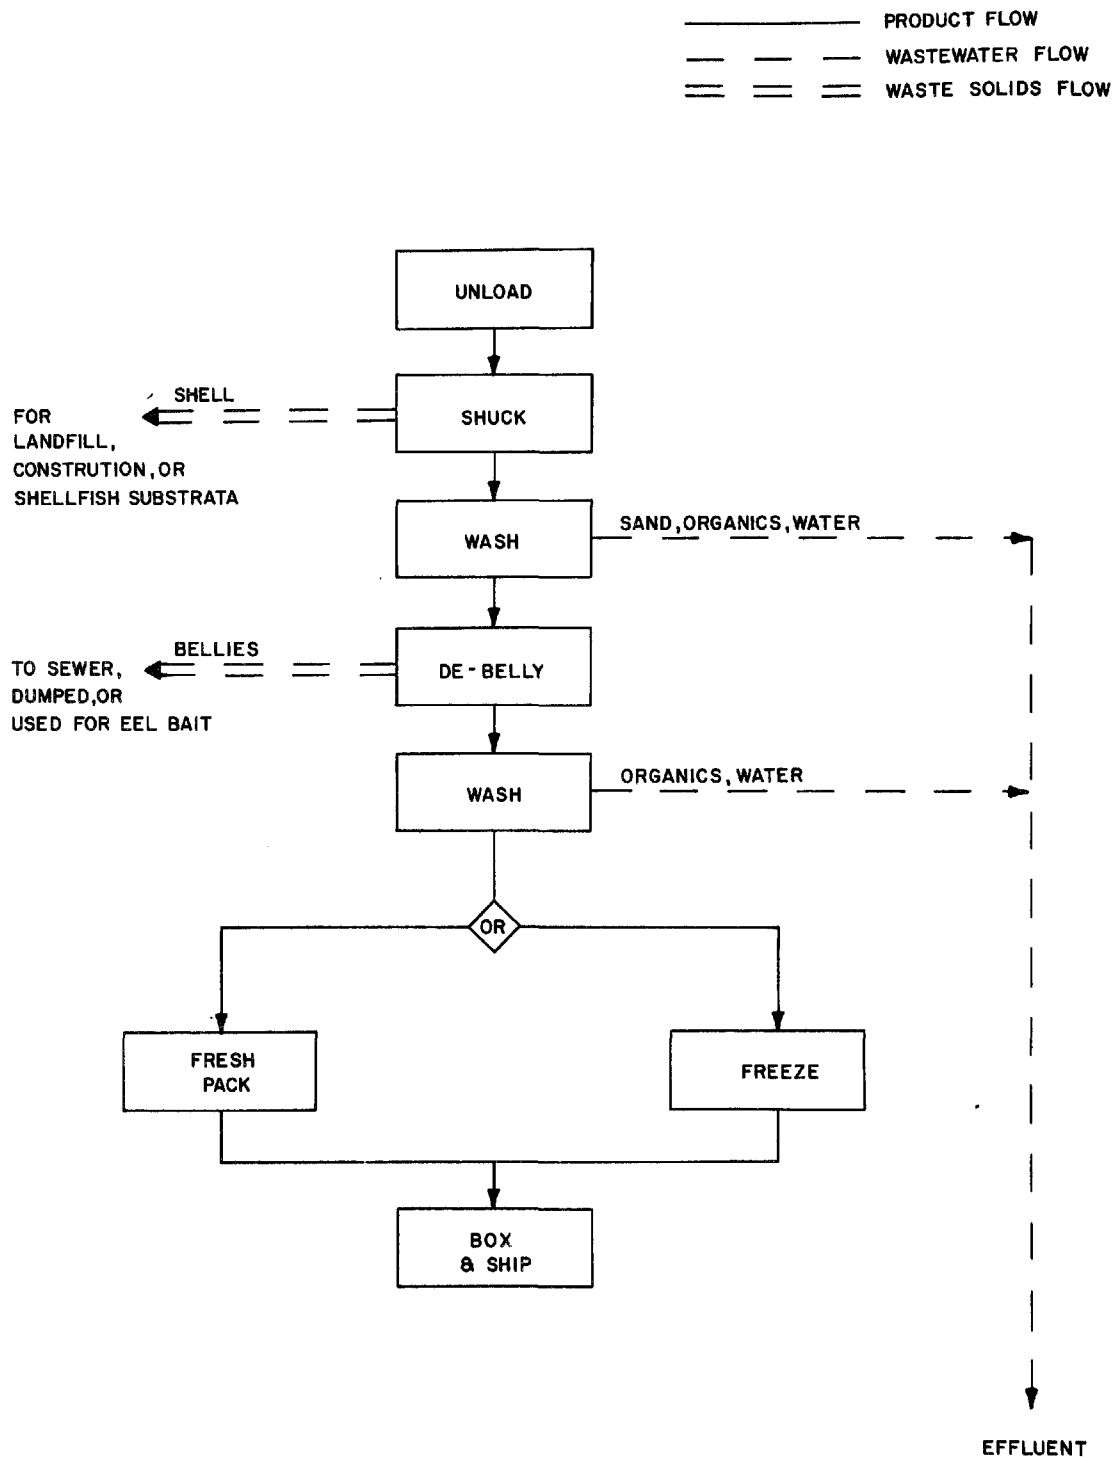 PRODUCT FLOW
WASTEWATER FLOW
WASTE SOLIDS FLOW
UNLOAD
SHELL
SHUCK
FOR
LANDFILL,
CONSTRUTION, OR
SHELLFISH SUBSTRATA
SAND, ORGANICS, WATER
WASH
BELLIES
TO SEWER,
DUMPED, OR
USED FOR EEL BAIT
DE-BELLY
ORGANICS, WATER
WASH
OR
FRESH
PACK
FREEZE
BOX
& SHIP
EFFLUENT